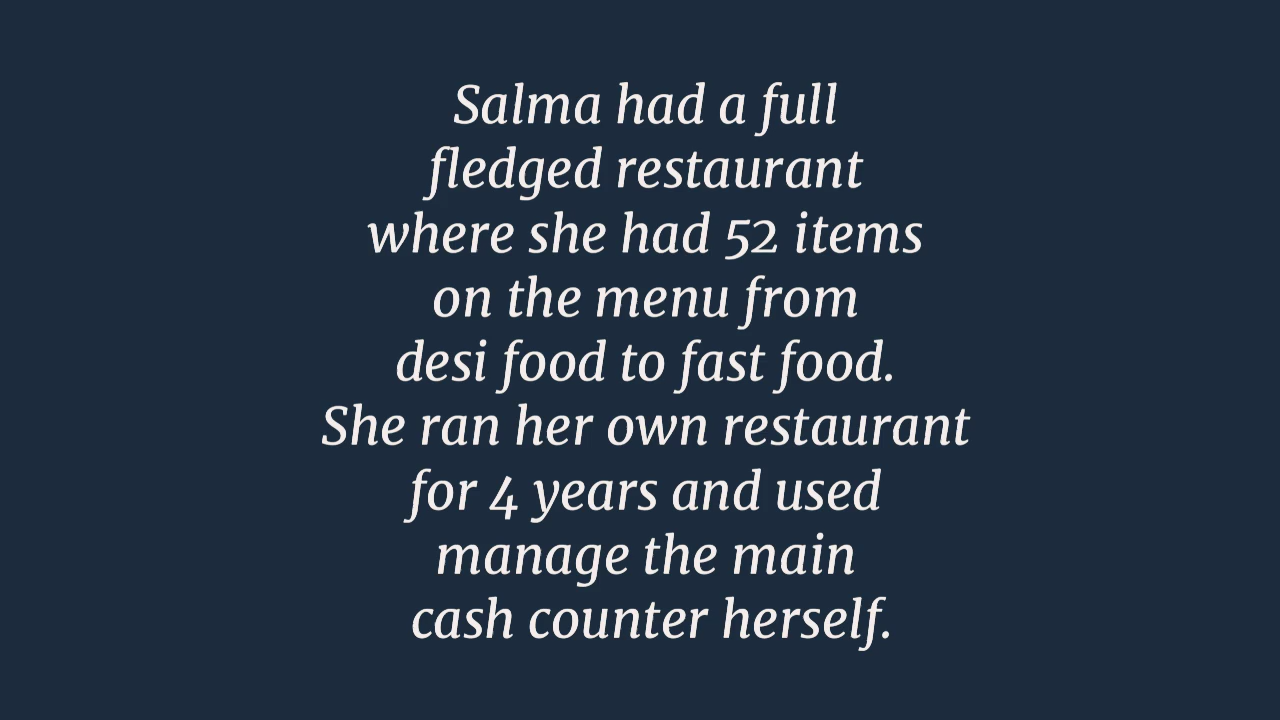 Salma had a full
fledged restaurant
where she had 52 items
on the menu from
desi food to fast food.
She ran her own restaurant
for 4 years and used
manage the main
cash counter herself.